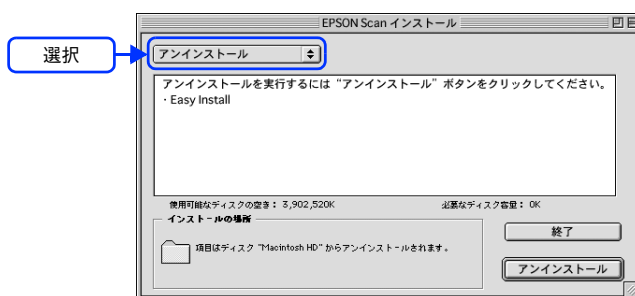 EPSON Scan インストール
選択
アンインストール
アンインストールを実行するには“アンインストール”ボタンをクリックしてください。
・Easy Install
使用可能なディスクの空き： 3,902,520K
必要なディスク容量： 0K
インストールの場所
項目はディスク "Macintosh HD" からアンインストールされます。
終了
アンインストール